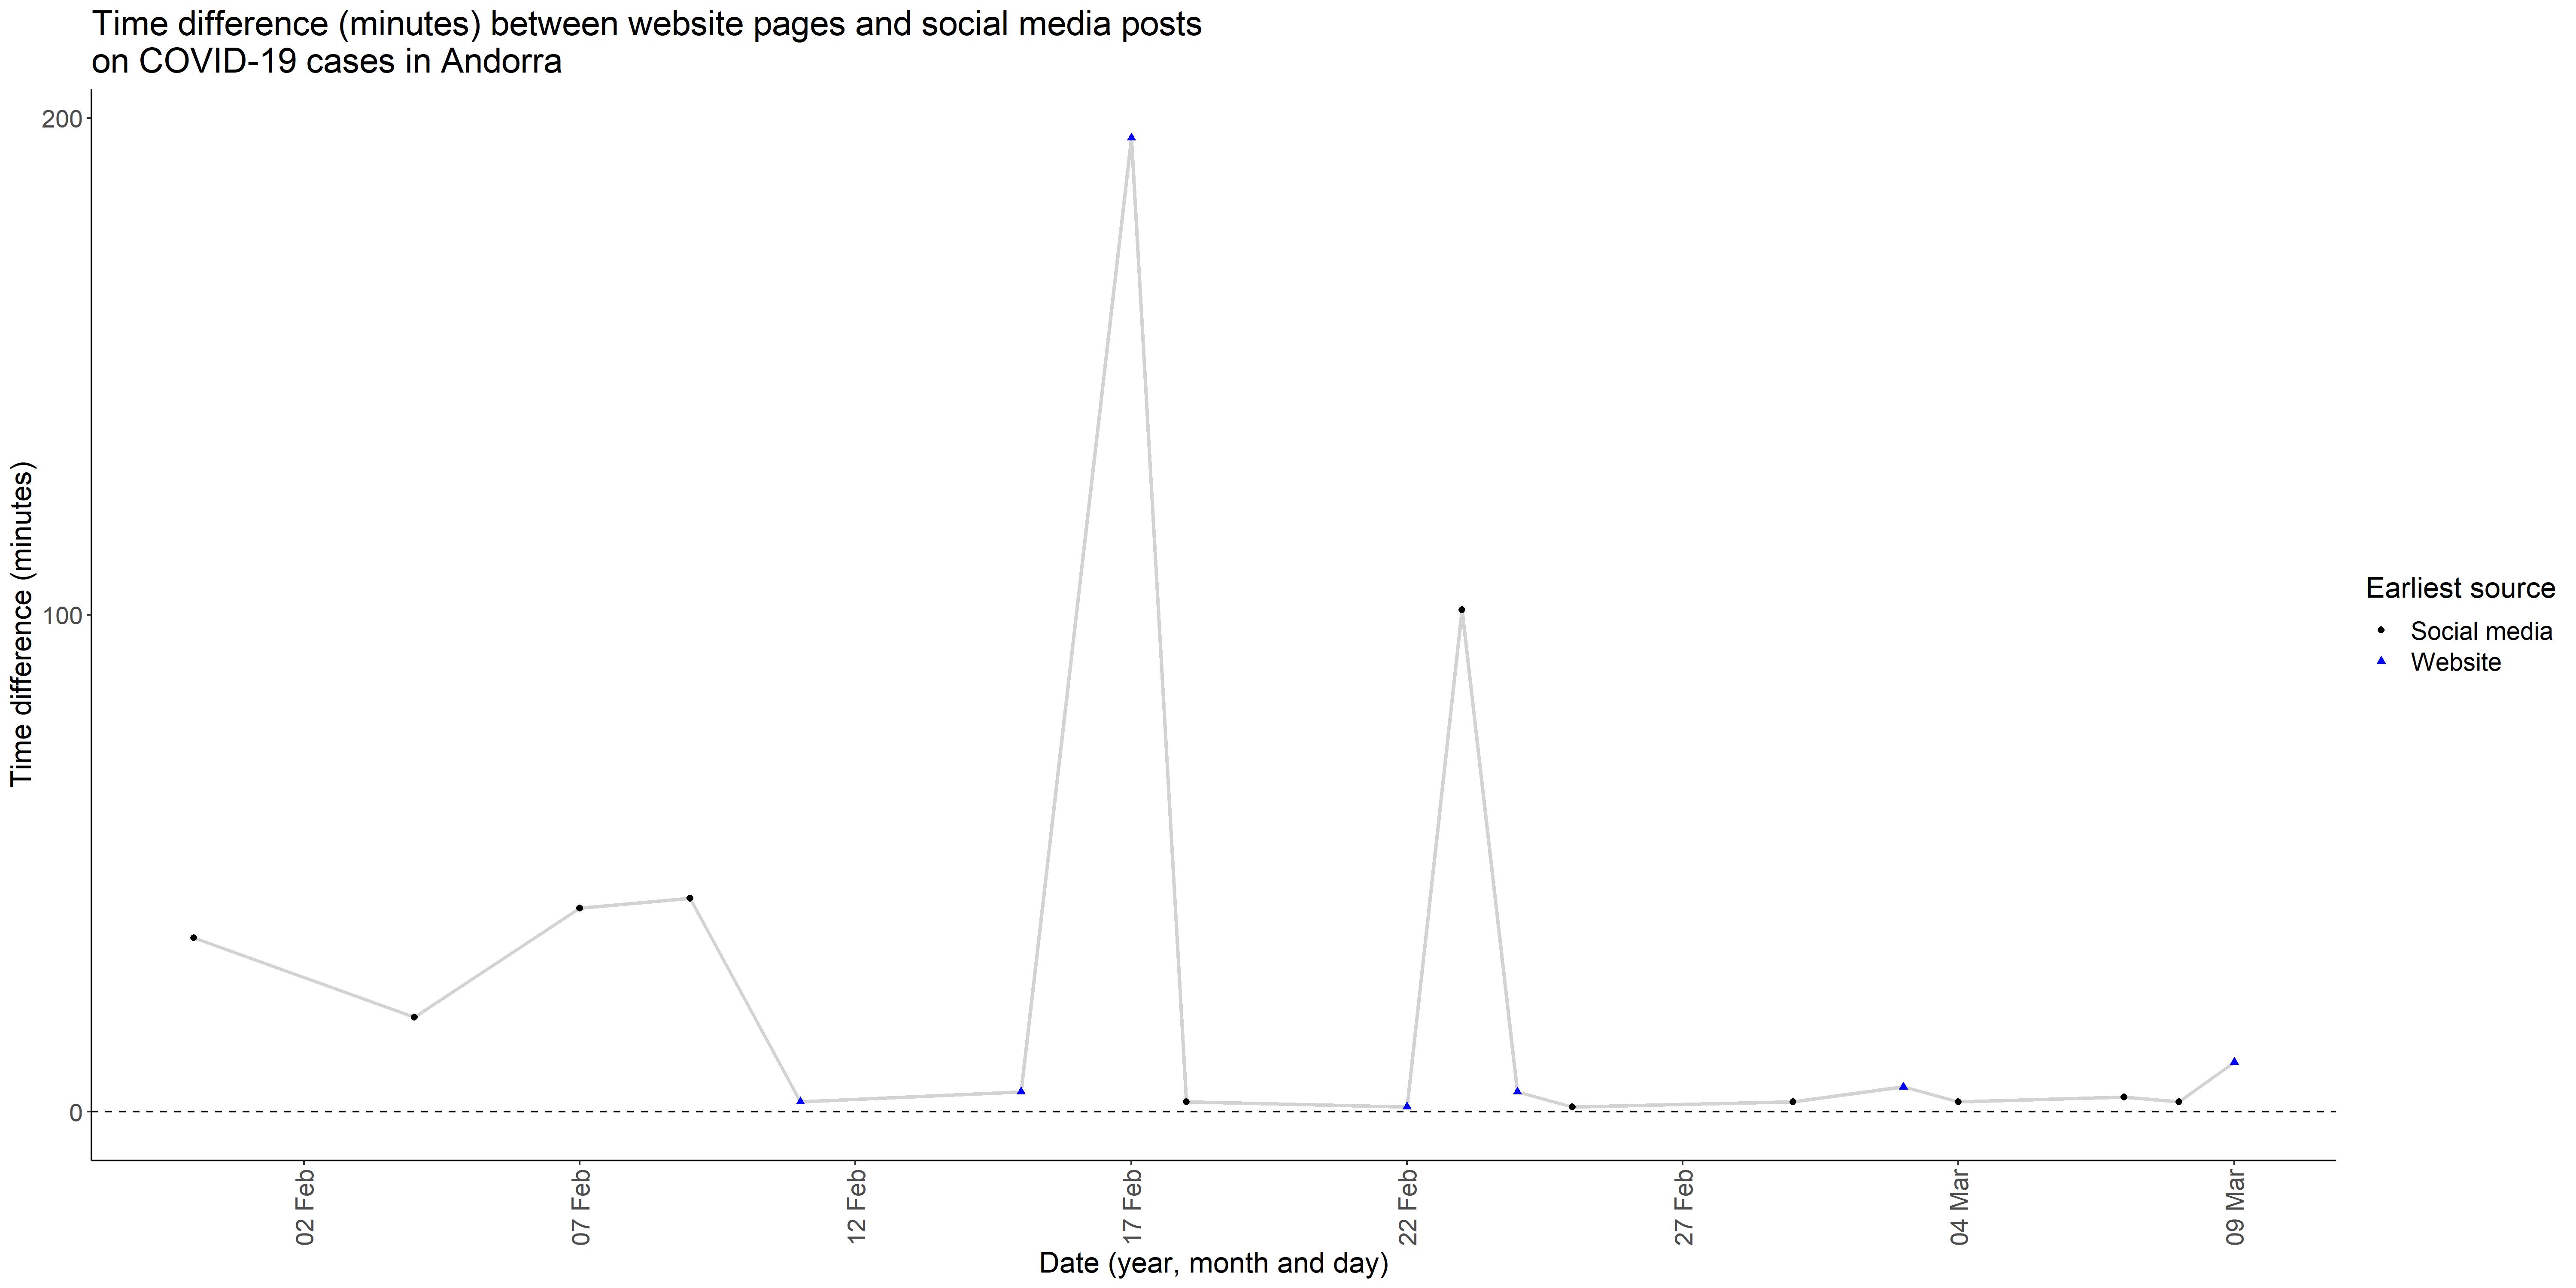 Time difference (minutes) between website pages and social media posts
on COVID-19 cases in Andorra
Time difference (minutes)
200
100
0
02 Feb
07 Feb
12 Feb
17 Feb
22 Feb
27 Feb
04 Mar
09 Mar
Date (year, month and day)
Earliest source
Social media
Website